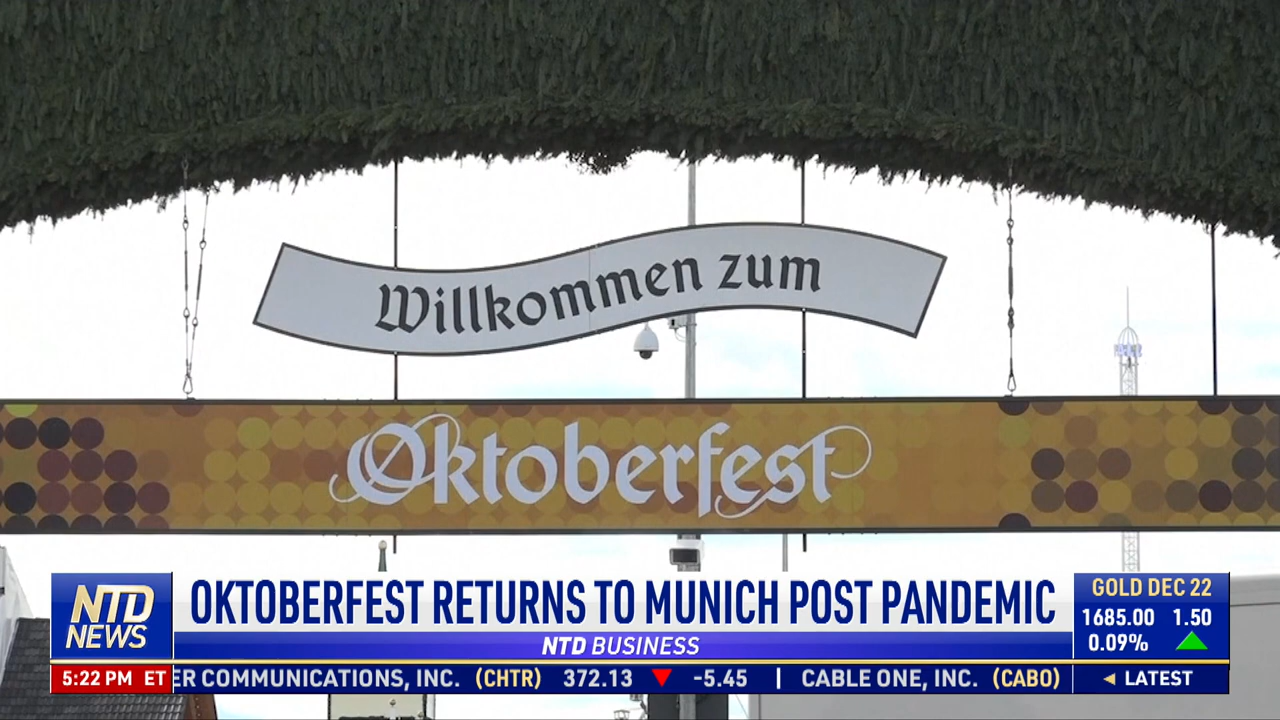 Willkommen zum
Oktoberfest
NTD
NEWS
OKTOBERFEST RETURNS TO MUNICH POST PANDEMIC
NTD BUSINESS
GOLD DEC 22
1685.00 1.50
0.09%
5:22 PM ET
ER COMMUNICATIONS, INC. (CHTR) 372.13 ▼ -5.45 | CABLE ONE, INC. (CABO)
◄ LATEST